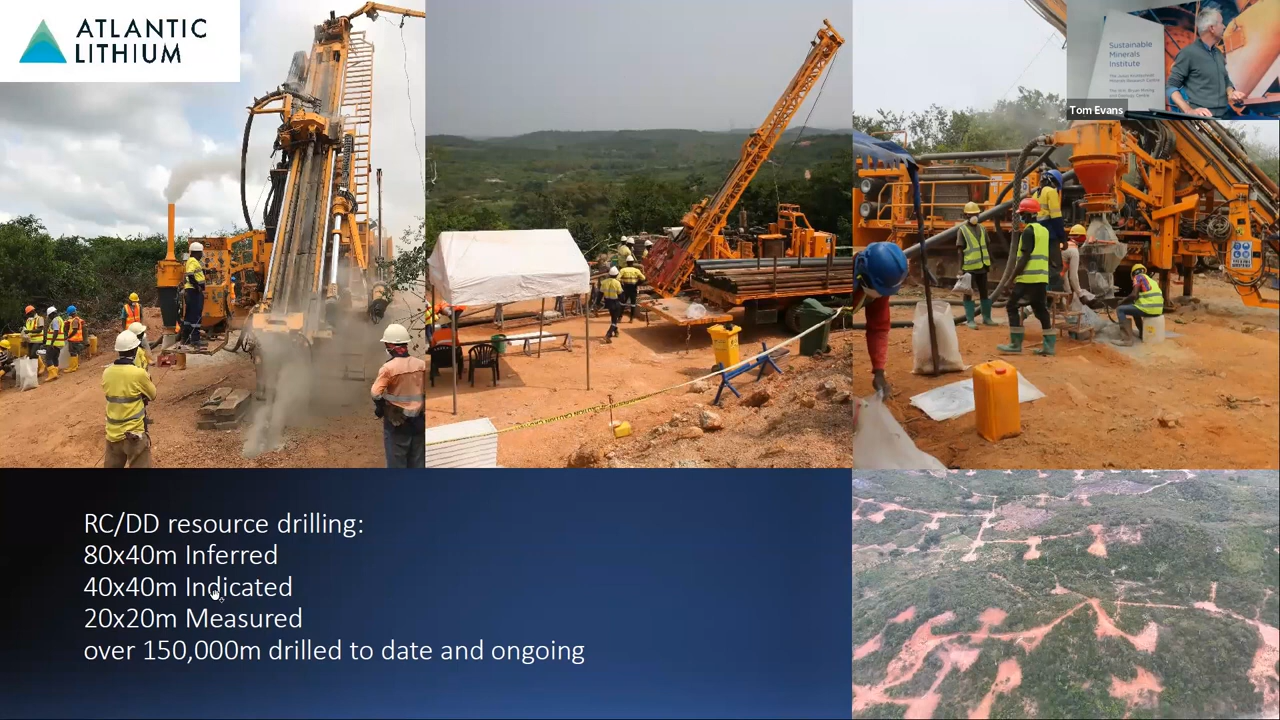 ATLANTIC
LITHIUM
Sustainable
Minerals
Institute
Tom Evans
RC/DD resource drilling:
80x40m Inferred
40x40m Indicated
20x20m Measured
over 150,000m drilled to date and ongoing